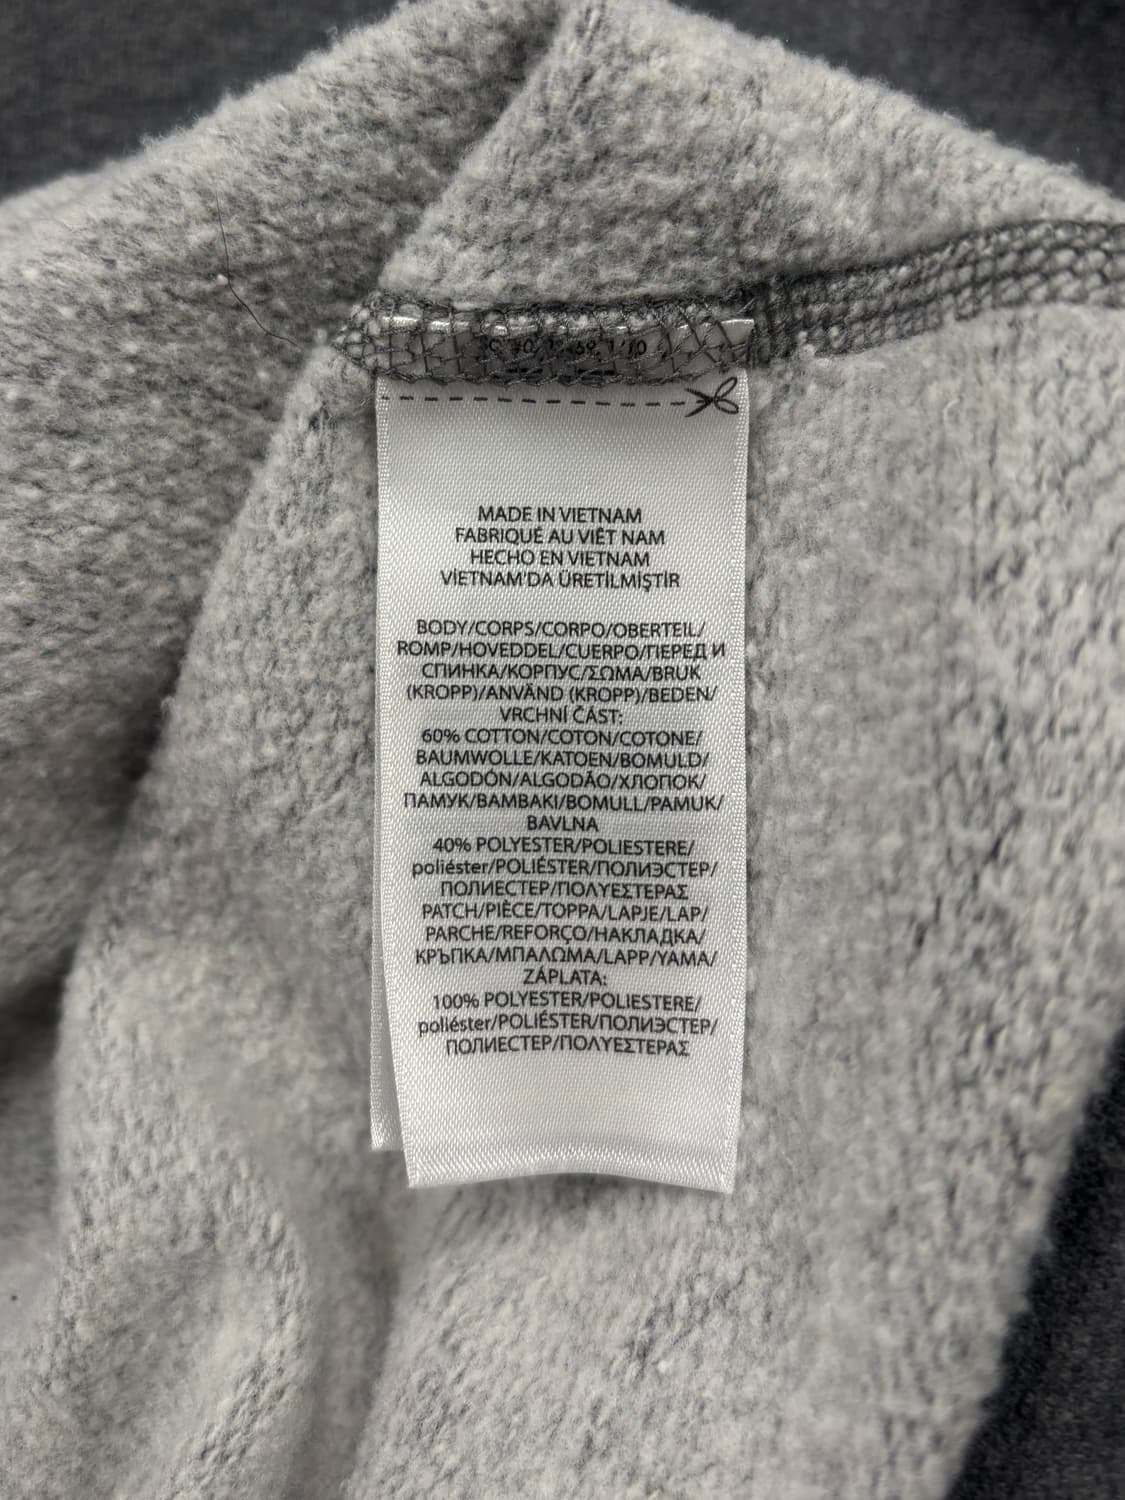 MADE IN VIETNAM
FABRIQUÉ AU VIÊT NAM
HECHO EN VIETNAM
VİETNAM'DA ÜRETİLMİŞTİR
BODY/CORPS/CORPO/OBERTEIL/
ROMP/HOVEDDEL/CUERPO/ПЕРЕД И
СПИНКА/КОРПУС/ΣΩΜΑ/BRUK
(KROPP)/ANVÄND (KROPP)/BEDEN/
VRCHNÍ ČÁST:
60% COTTON/COTON/COTONE/
BAUMWOLLE/KATOEN/BOMULD/
ALGODÓN/ALGODÃO/ХЛОПОК/
ПАМУК/ΒΑΜΒΑΚΙ/BOMULL/PAMUK/
BAVLNA
40% POLYESTER/POLIESTERE/
poliéster/POLIÉSTER/ПОЛИЭСТЕР/
ПОЛИЕСТЕР/ΠΟΛΥΕΣΤΕΡΑΣ
PATCH/PIÈCE/TOPPA/LAPJE/LAP/
PARCHE/REFORÇO/НАКЛАДКА/
КРЪПКА/ΜΠΑΛΩΜΑ/LAPP/YAMA/
ZÁPLATA:
100% POLYESTER/POLIESTERE/
poliéster/POLIÉSTER/ПОЛИЭСТЕР/
ПОЛИЕСТЕР/ΠΟΛΥΕΣΤΕΡΑΣ